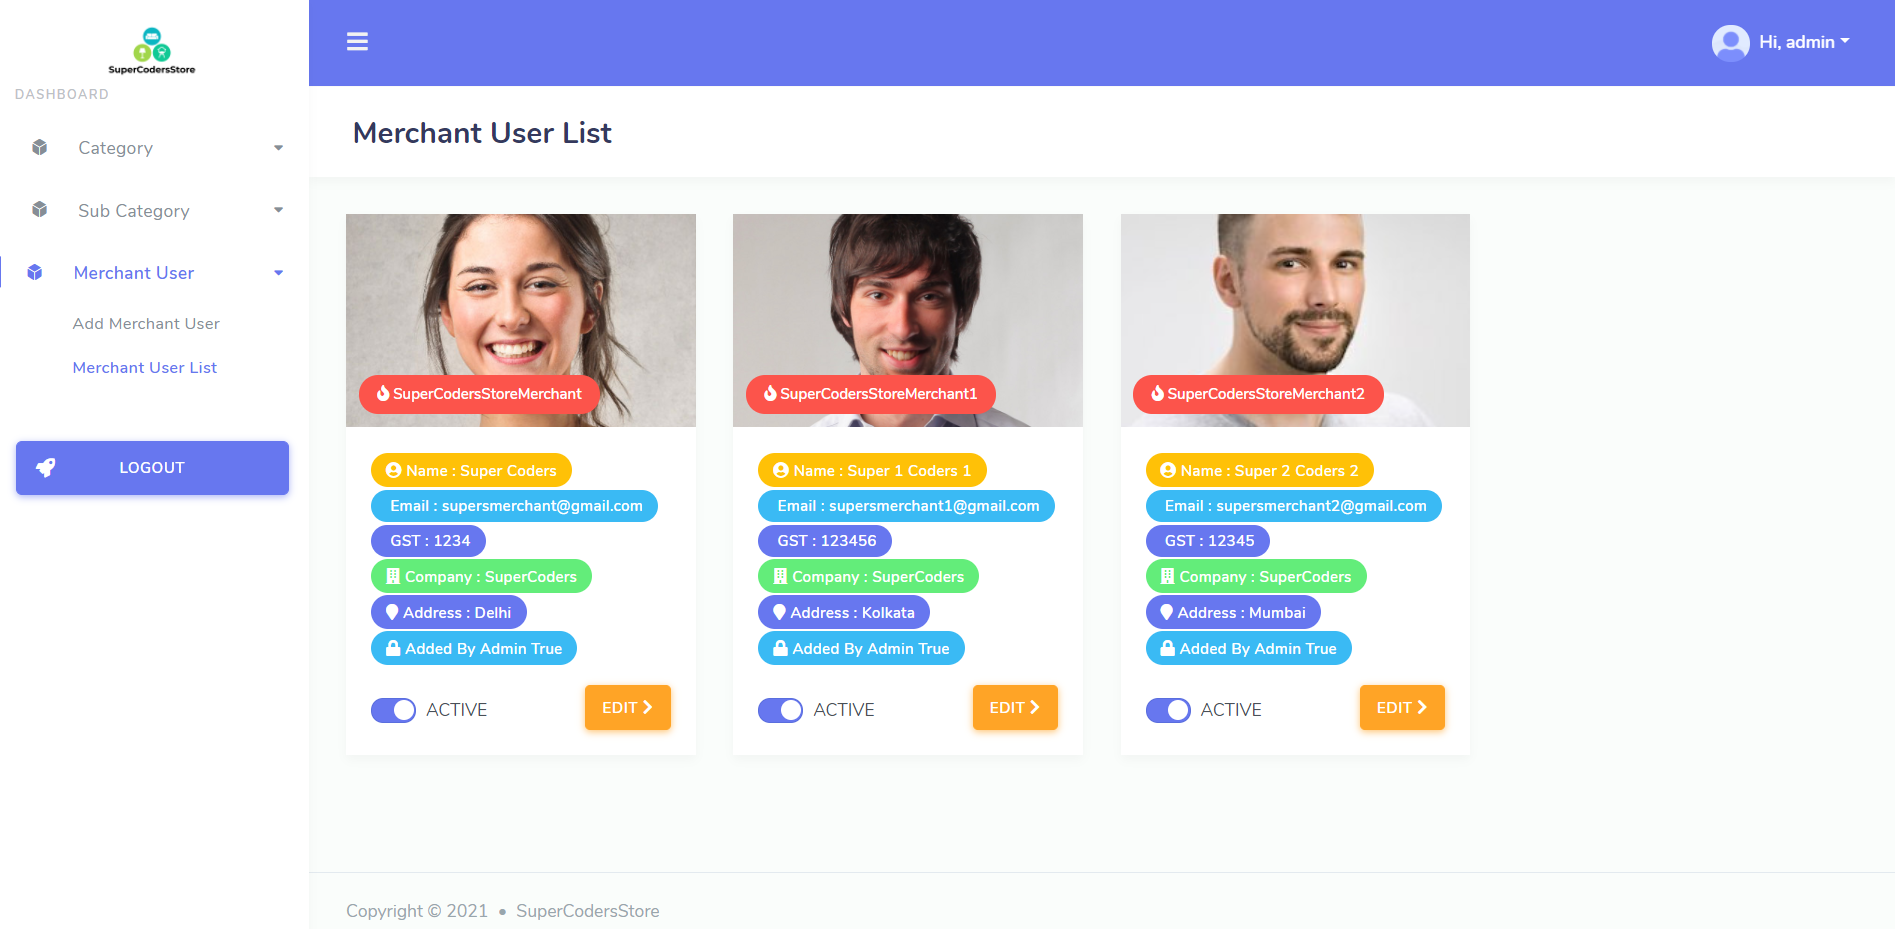 SuperCodersStore
DASHBOARD
Category
Sub Category
Merchant User
Add Merchant User
Merchant User List
LOGOUT
Hi, admin
Merchant User List
SuperCodersStoreMerchant
Name : Super Coders
Email : supersmerchant@gmail.com
GST : 1234
Company : SuperCoders
Address : Delhi
Added By Admin True
ACTIVE
EDIT
SuperCodersStoreMerchant1
Name : Super 1 Coders 1
Email : supersmerchant1@gmail.com
GST : 123456
Company : SuperCoders
Address : Kolkata
Added By Admin True
ACTIVE
EDIT
SuperCodersStoreMerchant2
Name : Super 2 Coders 2
Email : supersmerchant2@gmail.com
GST : 12345
Company : SuperCoders
Address : Mumbai
Added By Admin True
ACTIVE
EDIT
Copyright © 2021 • SuperCodersStore